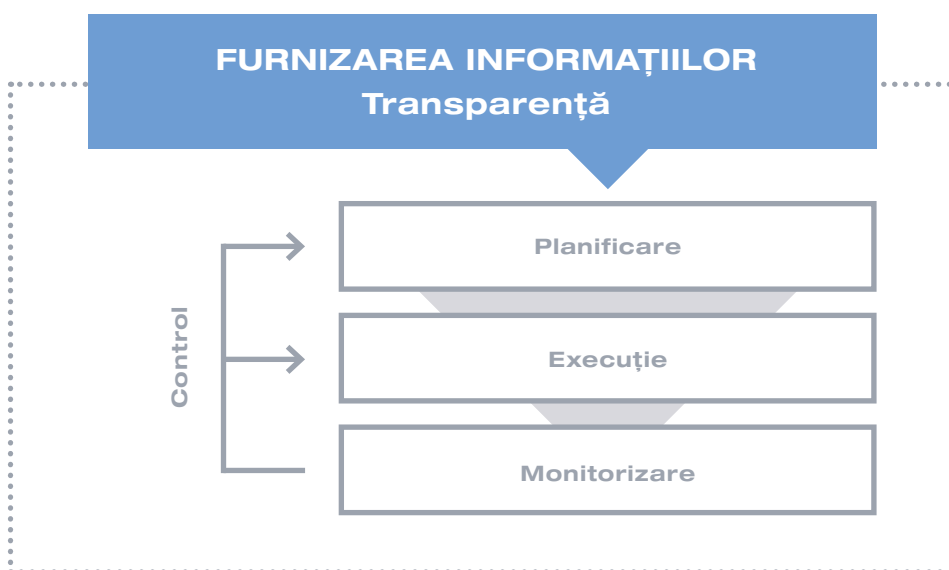 FURNIZAREA INFORMAȚIILOR
Transparență
Planificare
Control
Execuție
Monitorizare